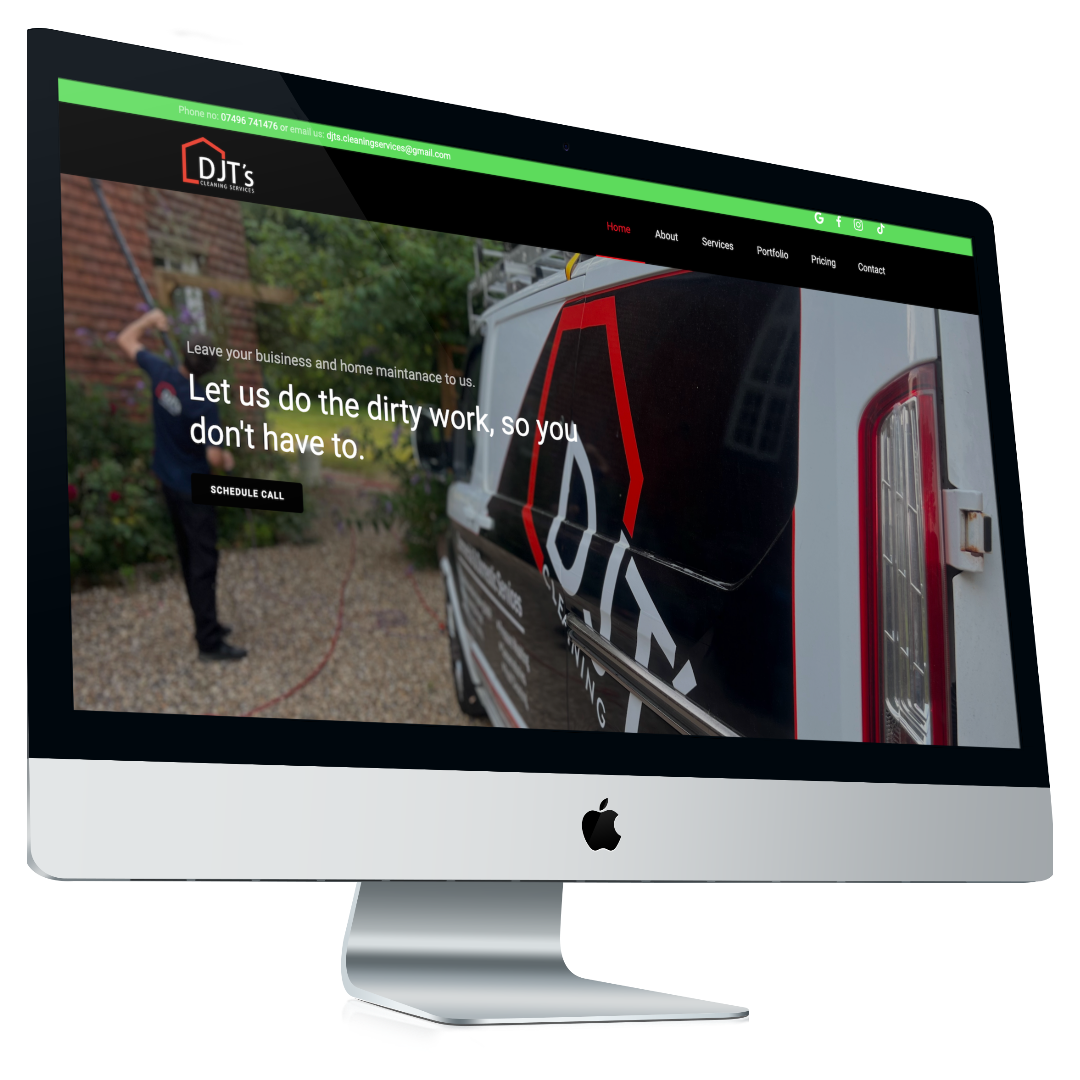 Phone no: 07496 741476 or email us: djts.cleaningservices@gmail.com
DJT's
CLEANING SERVICES
Home About Services Portfolio Pricing Contact
Leave your buisiness and home maintanace to us.
Let us do the dirty work, so you
don't have to.
SCHEDULE CALL
DJT'
CLEANING